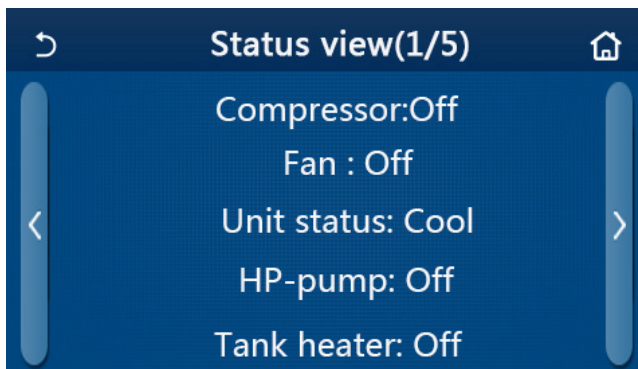 Status view(1/5)
Compressor:Off
Fan : Off
Unit status: Cool
HP-pump: Off
Tank heater: Off